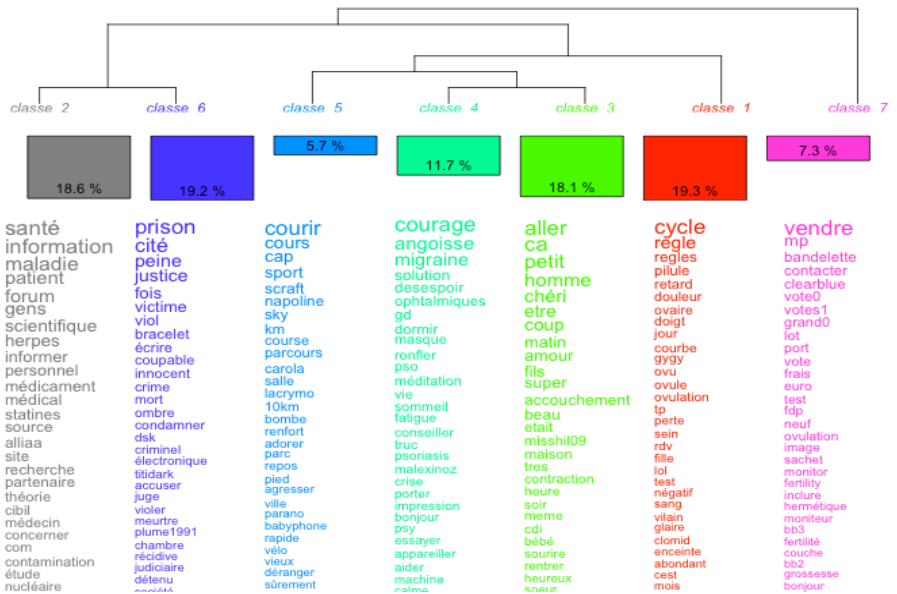 classe 2 classe 6 classe 5 classe 4 classe 3 classe 1 classe 7
18.6 % 19.2 % 5.7 % 11.7 % 18.1 % 19.3 % 7.3 %
santé
information
maladie
patient
forum
gens
scientifique
herpes
informer
personnel
médicament
médical
statines
source
alliaa
site
recherche
partenaire
théorie
cibil
médecin
concerner
com
contamination
étude
nucléaire
prison
cité
peine
justice
fois
victime
viol
bracelet
écrire
coupable
innocent
crime
mort
ombre
condamner
dsk
criminel
électronique
titidark
accuser
juge
violer
meurtre
plume1991
chambre
récidive
judiciaire
détenu
société
courir
cours
cap
sport
scraft
napoline
sky
km
course
parcours
carola
salle
lacrymo
10km
bombe
renfort
adorer
parc
repos
pied
agresser
ville
parano
babyphone
rapide
vélo
vieux
déranger
sûrement
courage
angoisse
migraine
solution
desespoir
ophtalmiques
gd
dormir
masque
ronfler
pso
méditation
vie
sommeil
fatigue
conseiller
truc
psoriasis
malexinoz
crise
porter
impression
bonjour
psy
essayer
appareiller
aider
machine
calme
aller
ca
petit
homme
chéri
etre
coup
matin
amour
fils
super
accouchement
beau
etait
misshil09
maison
tres
contraction
heure
soir
meme
cdi
bébé
sourire
rentrer
heureux
soeur
cycle
règle
regles
pilule
retard
douleur
ovaire
doigt
jour
courbe
gygy
ovu
ovule
ovulation
tp
perte
sein
rdv
fille
lol
test
négatif
sang
vilain
glaire
clomid
enceinte
abondant
cest
mois
vendre
mp
bandelette
contacter
clearblue
vote0
votes1
grand0
lot
port
vote
frais
euro
test
fdp
neuf
ovulation
image
sachet
monitor
fertility
inclure
hermétique
moniteur
bb3
fertilité
couche
bb2
grossesse
bonjour